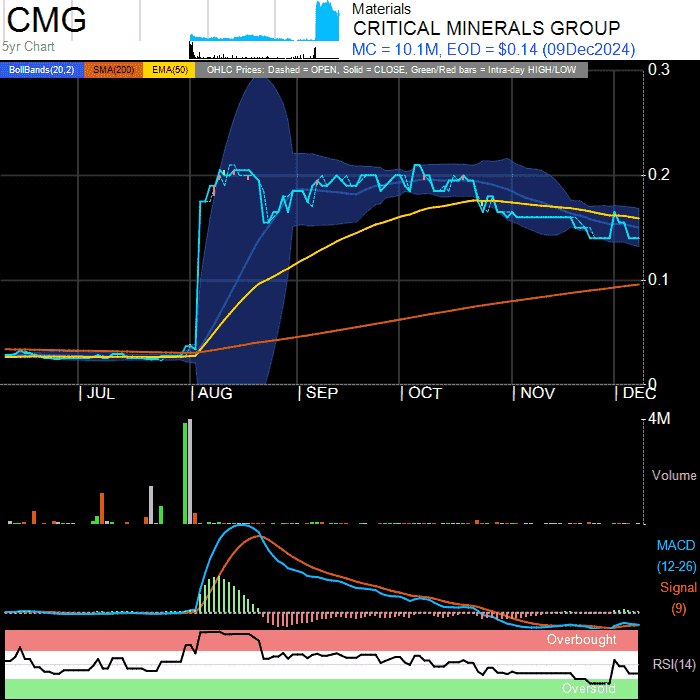 CMG
5yr Chart
Materials
CRITICAL MINERALS GROUP
MC = 10.1M, EOD = $0.14 (09Dec2024)
BollBands(20,2) SMA(200) EMA(50) OHLC Prices: Dashed = OPEN, Solid = CLOSE, Green/Red bars = Intra-day HIGH/LOW
0.3
0.2
0.1
0
| JUL | AUG | SEP | OCT | NOV | DEC
4M
Volume
MACD
(12-26)
Signal
(9)
Overbought
RSI(14)
Oversold